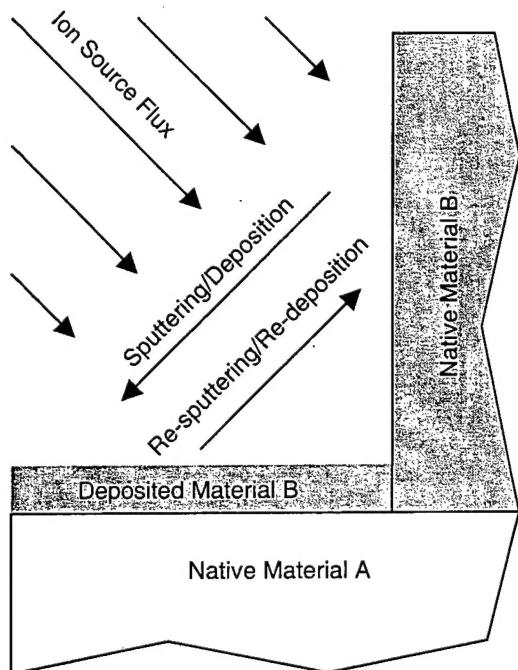 Ion Source Flux
Sputtering/Deposition
Re-sputtering/Re-deposition
Native Material B
Deposited Material B
Native Material A